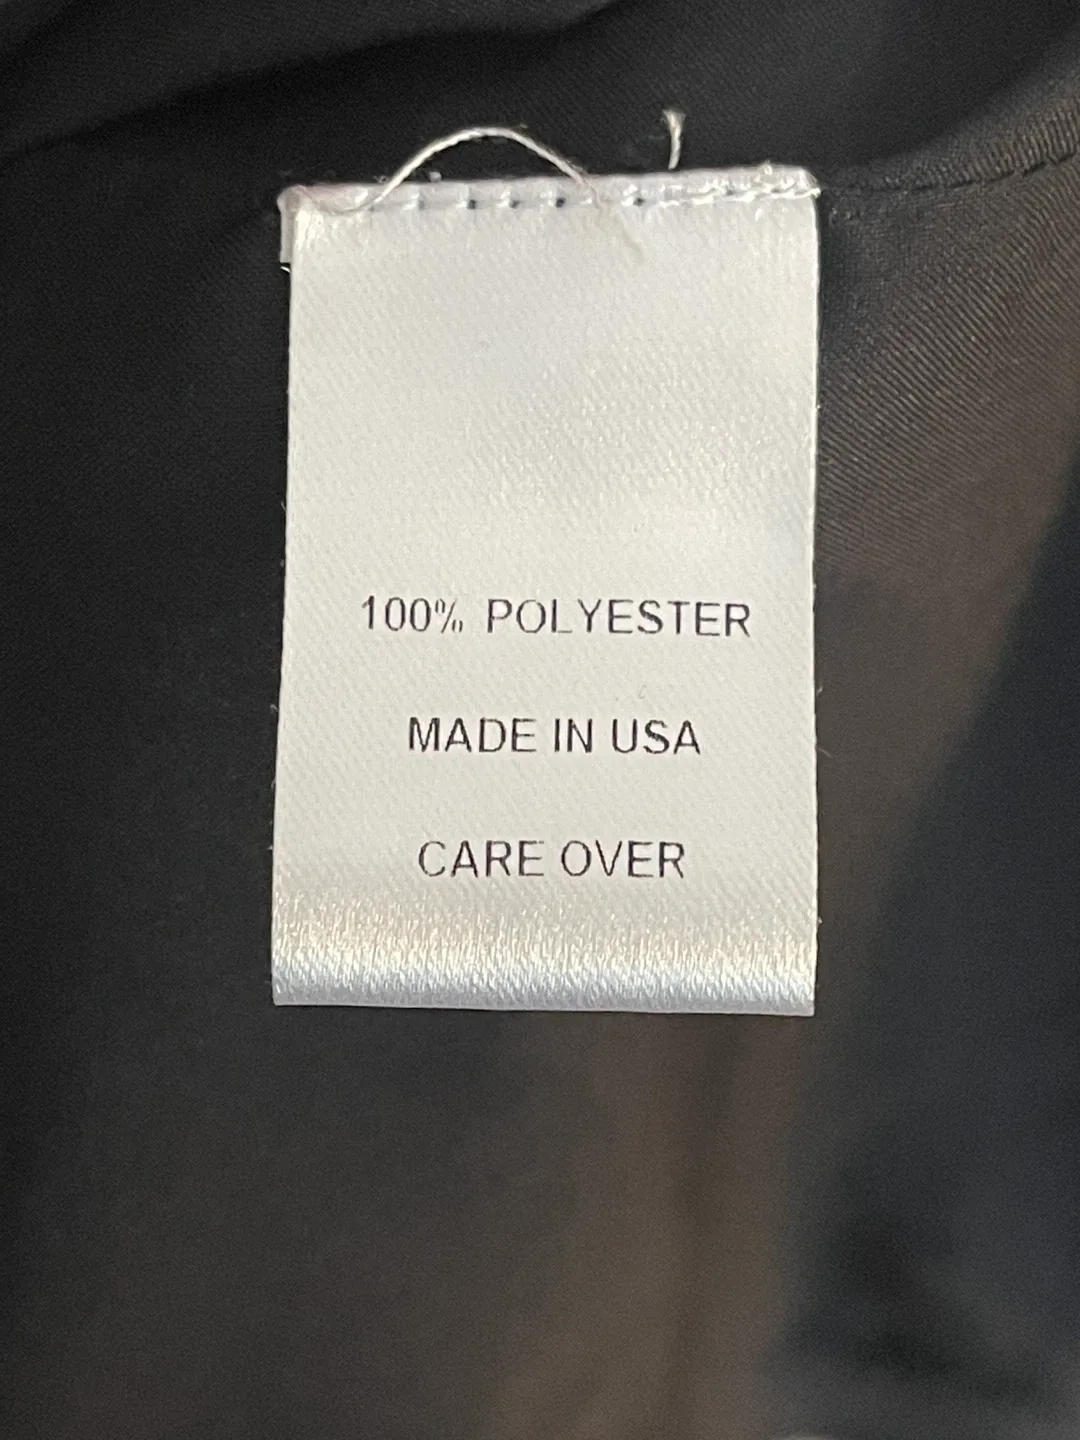 100% POLYESTER
MADE IN USA
CARE OVER